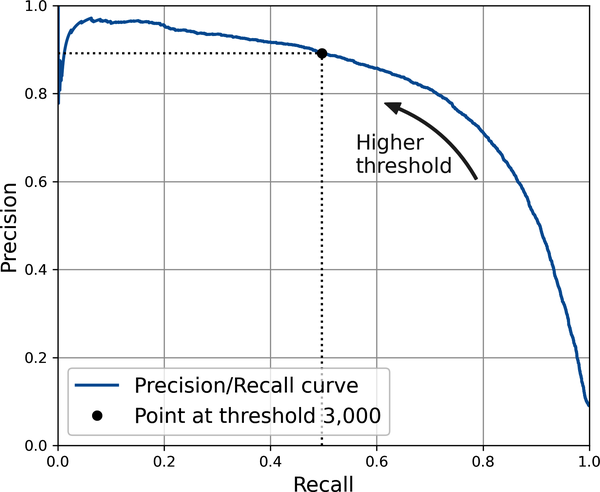 1.0
0.8
0.6
0.4
0.2
0.0
Precision
Higher
threshold
Precision/Recall curve
Point at threshold 3,000
0.0 0.2 0.4 0.6 0.8 1.0
Recall